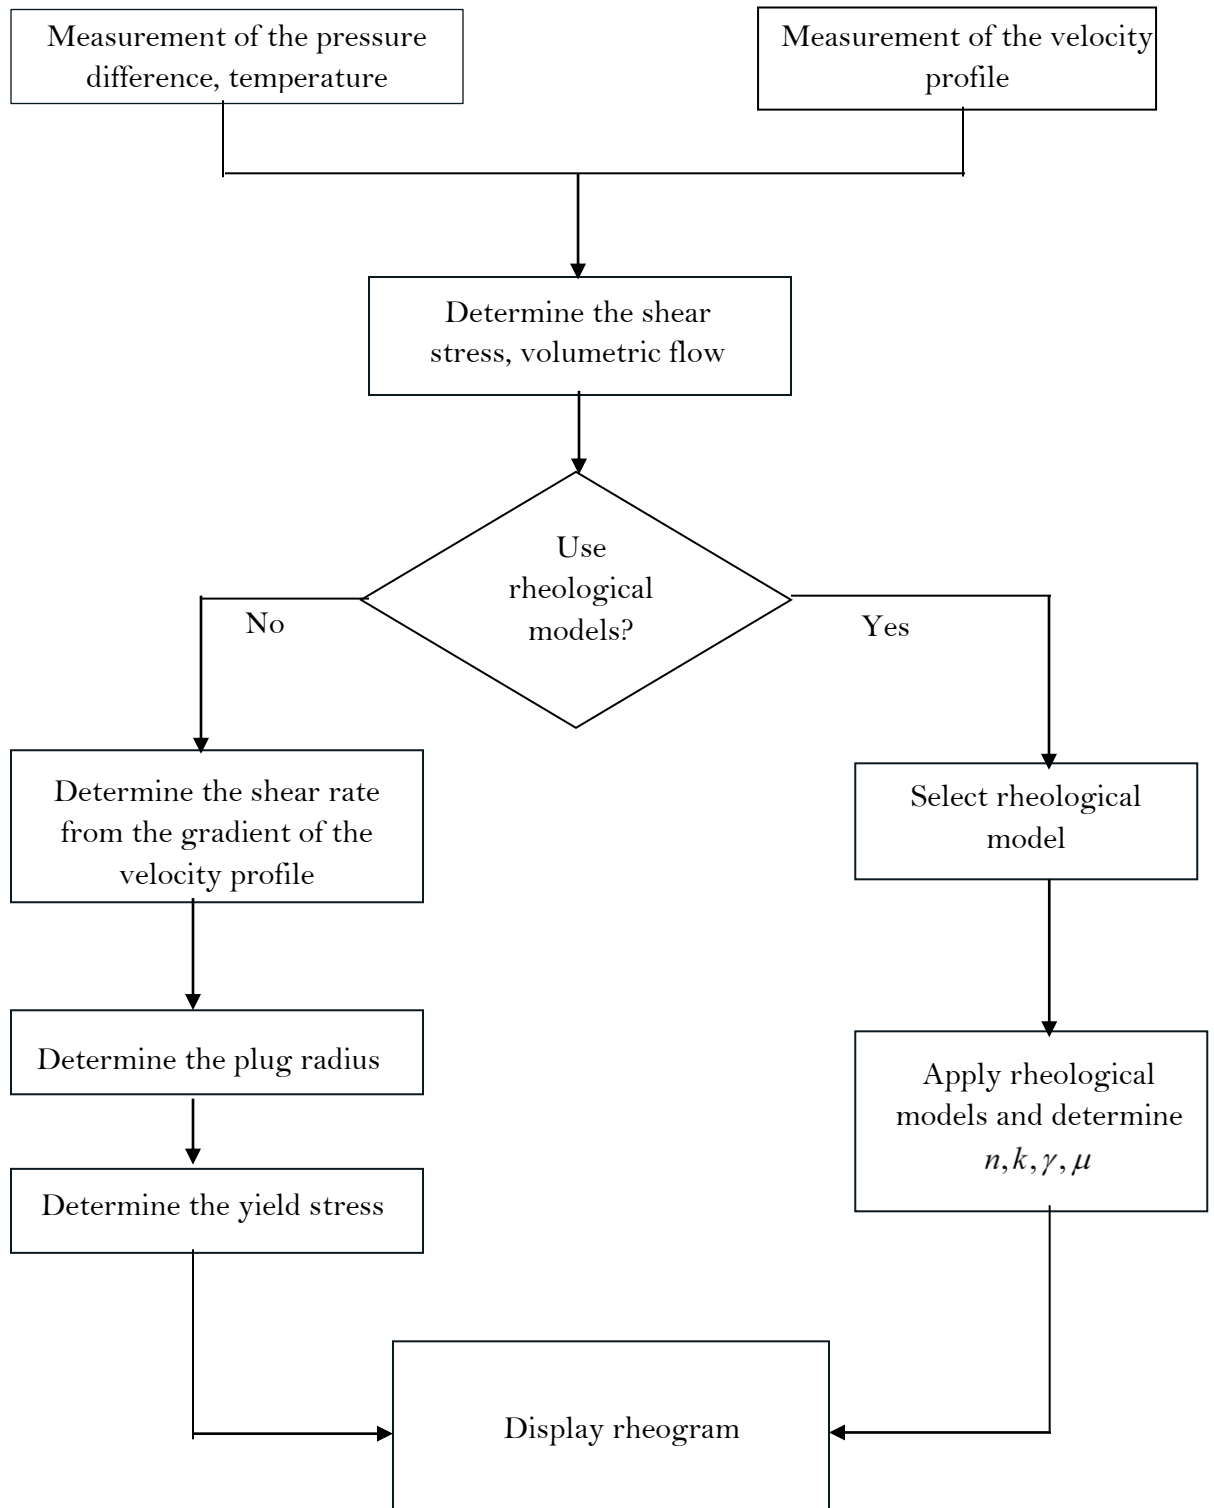 Measurement of the pressure
difference, temperature
Measurement of the velocity
profile
Determine the shear
stress, volumetric flow
Use
rheological
models?
No
Yes
Determine the shear rate
from the gradient of the
velocity profile
Select rheological
model
Determine the plug radius
Apply rheological
models and determine
n, k, γ, μ
Determine the yield stress
Display rheogram